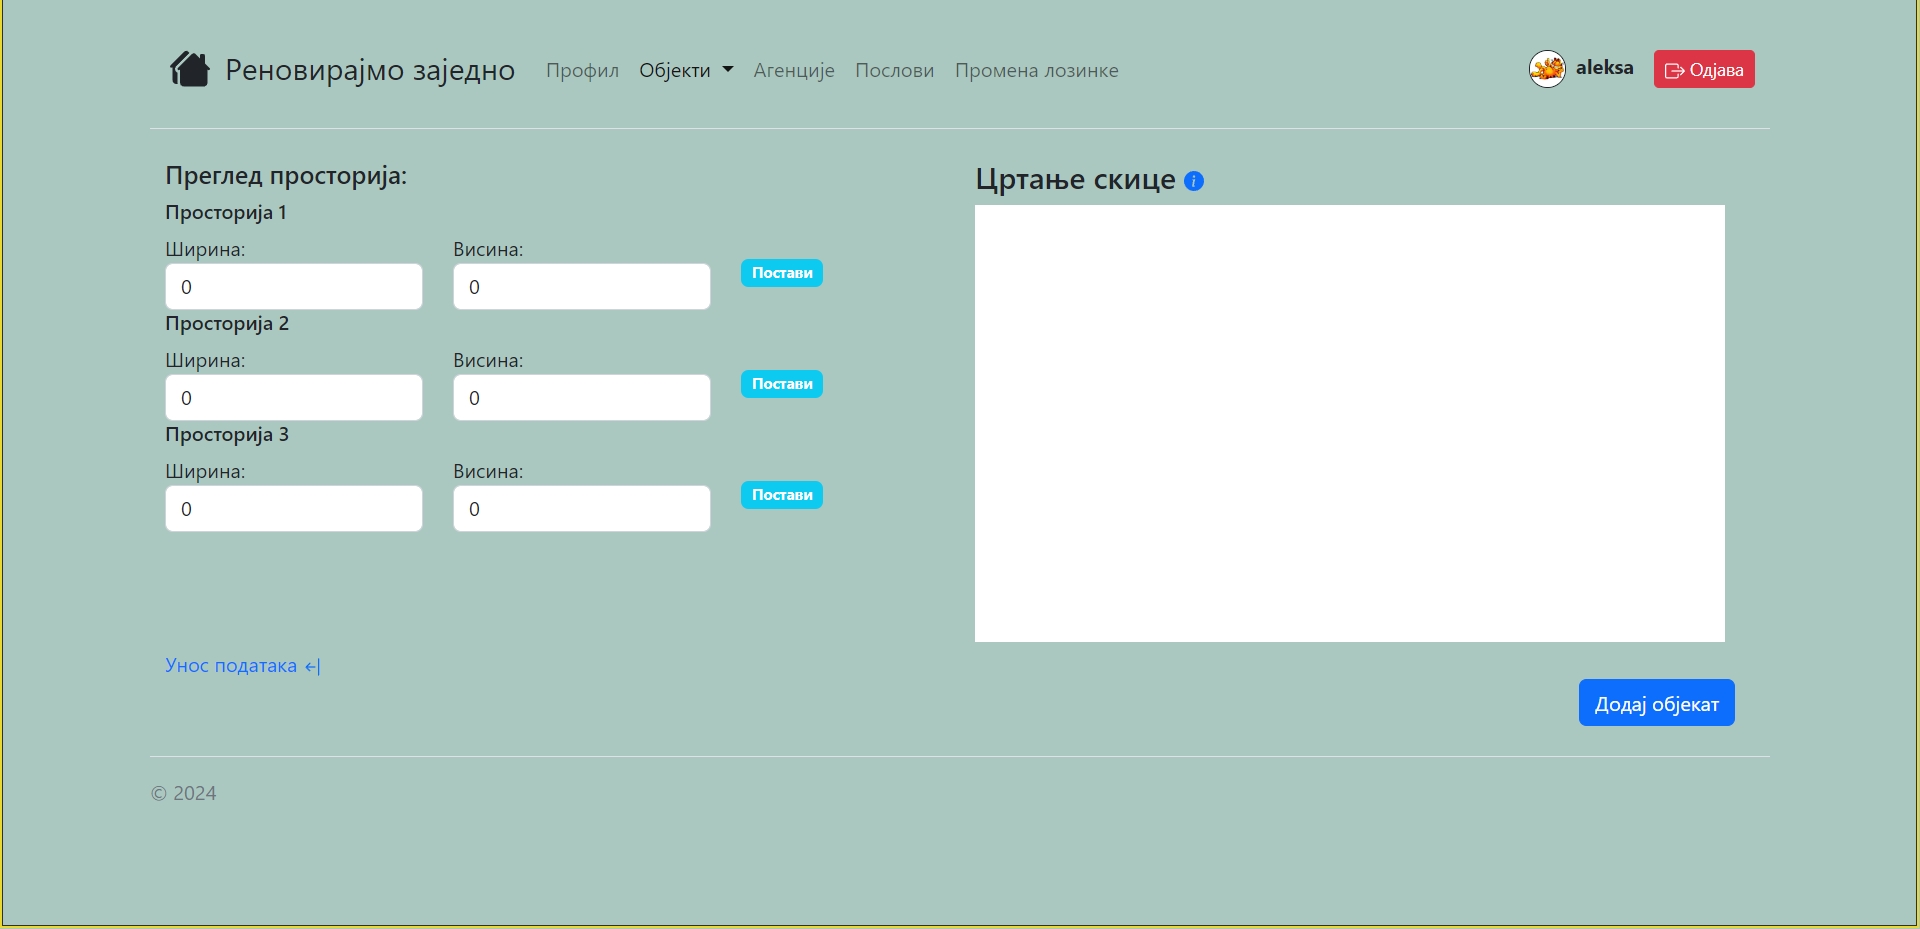 Реновирајмо заједно Профил Објекти Агенције Послови Промена лозинке aleksa Одјава
Преглед просторија:
Просторија 1
Ширина: Висина:
0 0 Постави
Просторија 2
Ширина: Висина:
0 0 Постави
Просторија 3
Ширина: Висина:
0 0 Постави
Унос података
Цртање скице
Додај објекат
© 2024